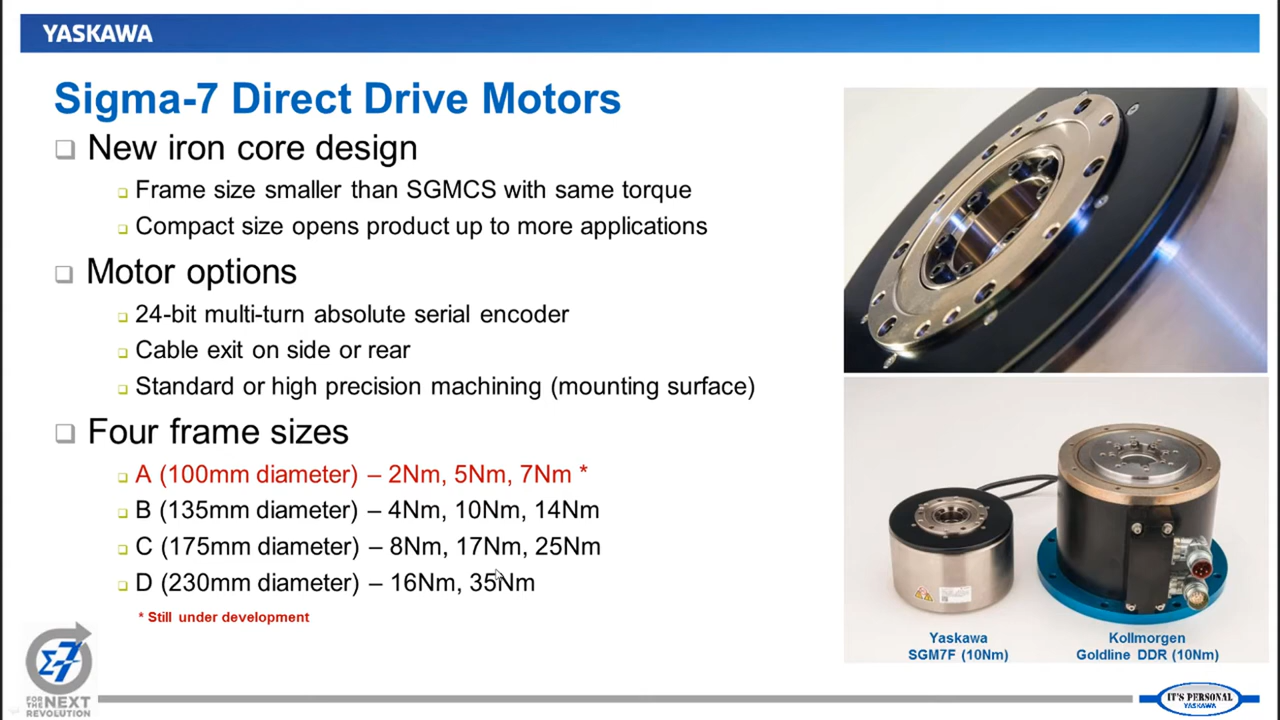 YASKAWA
Sigma-7 Direct Drive Motors
New iron core design
Frame size smaller than SGMCS with same torque
Compact size opens product up to more applications
Motor options
24-bit multi-turn absolute serial encoder
Cable exit on side or rear
Standard or high precision machining (mounting surface)
Four frame sizes
A (100mm diameter) – 2Nm, 5Nm, 7Nm *
B (135mm diameter) – 4Nm, 10Nm, 14Nm
C (175mm diameter) – 8Nm, 17Nm, 25Nm
D (230mm diameter) – 16Nm, 35Nm
* Still under development
Yaskawa
SGM7F (10Nm)
Kollmorgen
Goldline DDR (10Nm)
Σ7
FOR THE NEXT
REVOLUTION
IT'S PERSONAL
YASKAWA